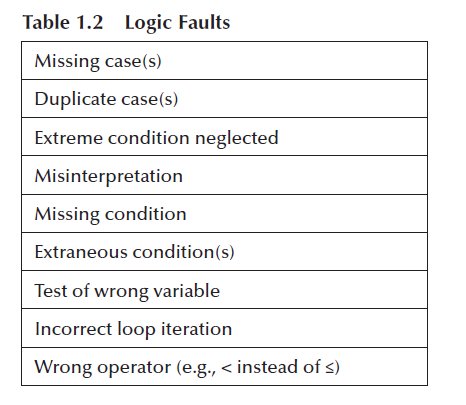 Table 1.2 Logic Faults
Missing case(s)
Duplicate case(s)
Extreme condition neglected
Misinterpretation
Missing condition
Extraneous condition(s)
Test of wrong variable
Incorrect loop iteration
Wrong operator (e.g., < instead of ≤)